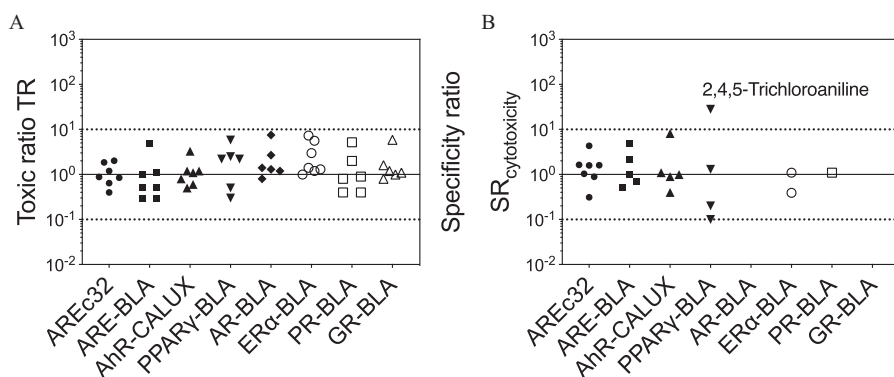 A
Toxic ratio TR
10³
10²
10¹
10⁰
10⁻¹
10⁻²
AREc32
ARE-BLA
AhR-CALUX
PPARγ-BLA
AR-BLA
ERα-BLA
PR-BLA
GR-BLA
B
Specificity ratio
SRcytotoxicity
10³
10²
10¹
10⁰
10⁻¹
10⁻²
2,4,5-Trichloroaniline
AREc32
ARE-BLA
AhR-CALUX
PPARγ-BLA
AR-BLA
ERα-BLA
PR-BLA
GR-BLA